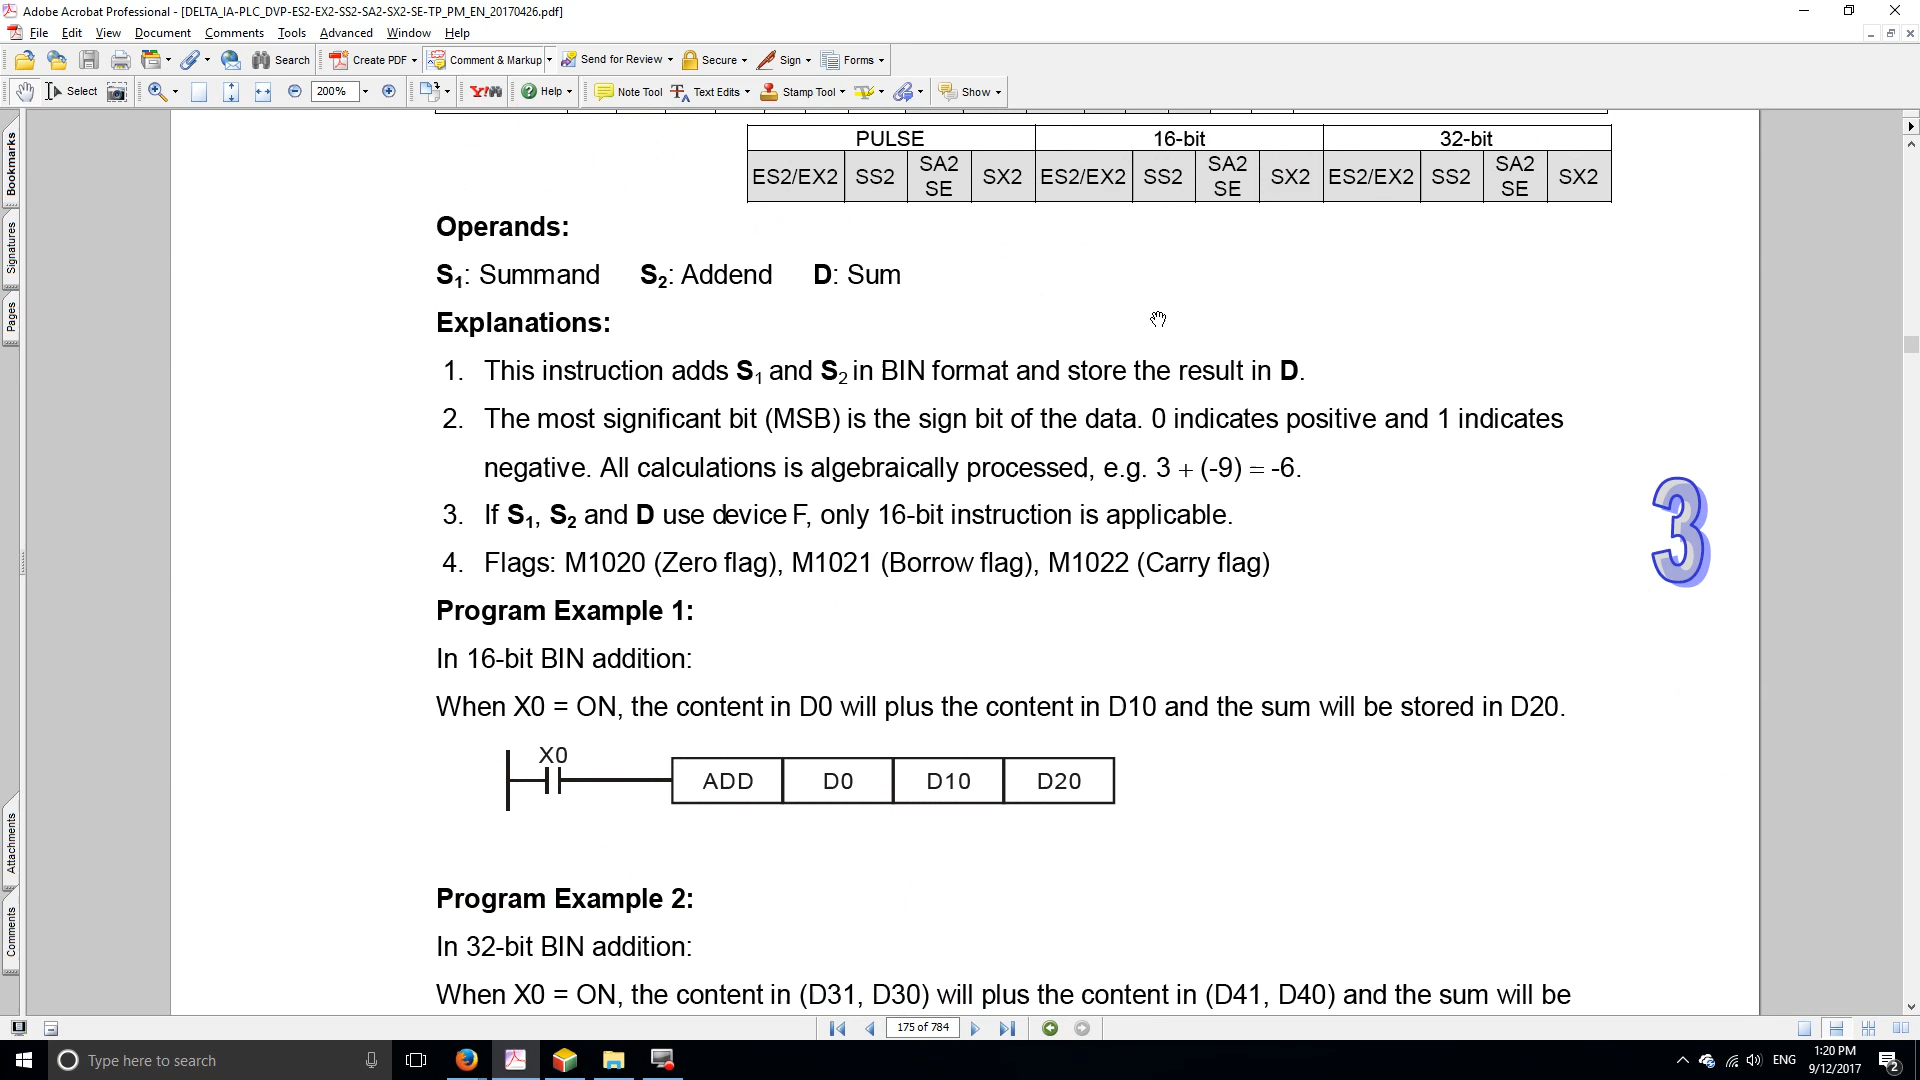 Adobe Acrobat Professional - [DELTA_IA-PLC_DVP-ES2-EX2-SS2-SA2-SX2-SE-TP_PM_EN_20170426.pdf]
File Edit View Document Comments Tools Advanced Window Help
Search Create PDF Comment & Markup Send for Review Secure Sign Forms
Select 200% Y! Help Note Tool Text Edits Stamp Tool Show
Bookmarks
Signatures
Pages
Attachments
Comments
PULSE 16-bit 32-bit
ES2/EX2 SS2 SA2 SE SX2 ES2/EX2 SS2 SA2 SE SX2 ES2/EX2 SS2 SA2 SE SX2
Operands:
S1: Summand S2: Addend D: Sum
Explanations:
1. This instruction adds S1 and S2 in BIN format and store the result in D.
2. The most significant bit (MSB) is the sign bit of the data. 0 indicates positive and 1 indicates
negative. All calculations is algebraically processed, e.g. 3 + (-9) = -6.
3. If S1, S2 and D use device F, only 16-bit instruction is applicable.
3
4. Flags: M1020 (Zero flag), M1021 (Borrow flag), M1022 (Carry flag)
Program Example 1:
In 16-bit BIN addition:
When X0 = ON, the content in D0 will plus the content in D10 and the sum will be stored in D20.
X0
ADD D0 D10 D20
Program Example 2:
In 32-bit BIN addition:
When X0 = ON, the content in (D31, D30) will plus the content in (D41, D40) and the sum will be
175 of 784
Type here to search
ENG
1:20 PM
9/12/2017
2